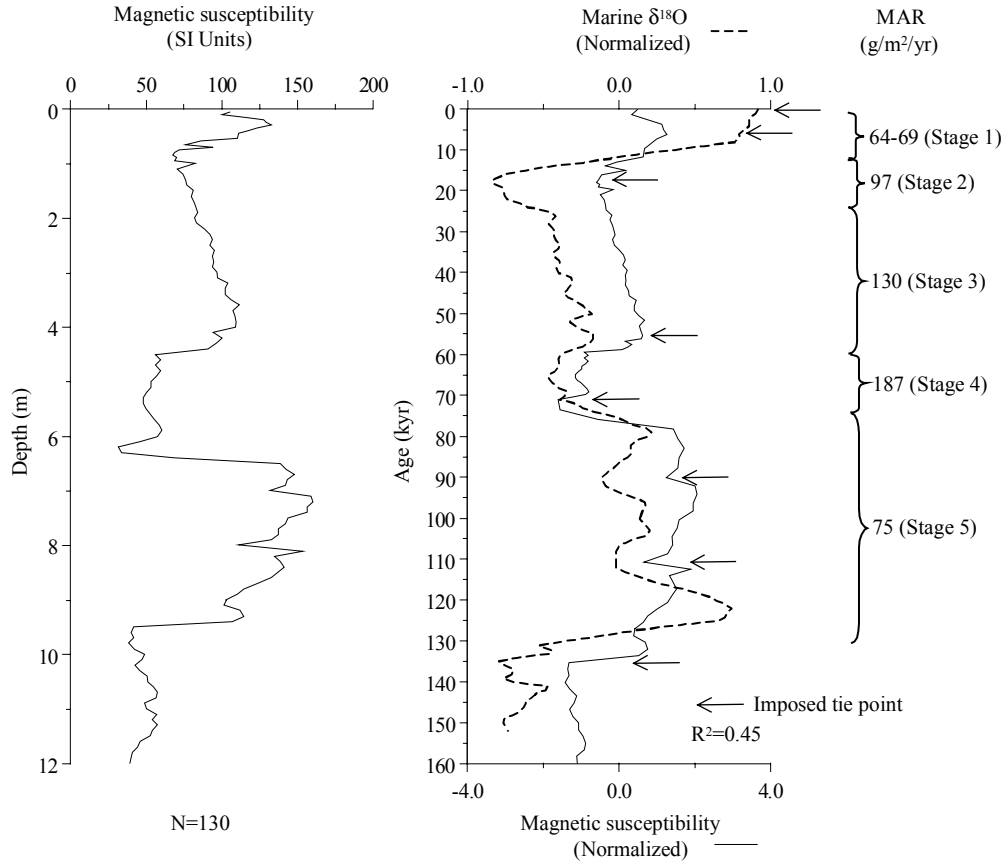 Magnetic susceptibility
(SI Units)
0 50 100 150 200
0
2
4
6
8
10
12
Depth (m)
N=130
Marine δ¹⁸O
(Normalized)
-1.0 0.0 1.0
0
10
20
30
40
50
60
70
80
90
100
110
120
130
140
150
160
Age (kyr)
-4.0 0.0 4.0
Magnetic susceptibility
(Normalized)
Imposed tie point
R²=0.45
MAR
(g/m²/yr)
64-69 (Stage 1)
97 (Stage 2)
130 (Stage 3)
187 (Stage 4)
75 (Stage 5)